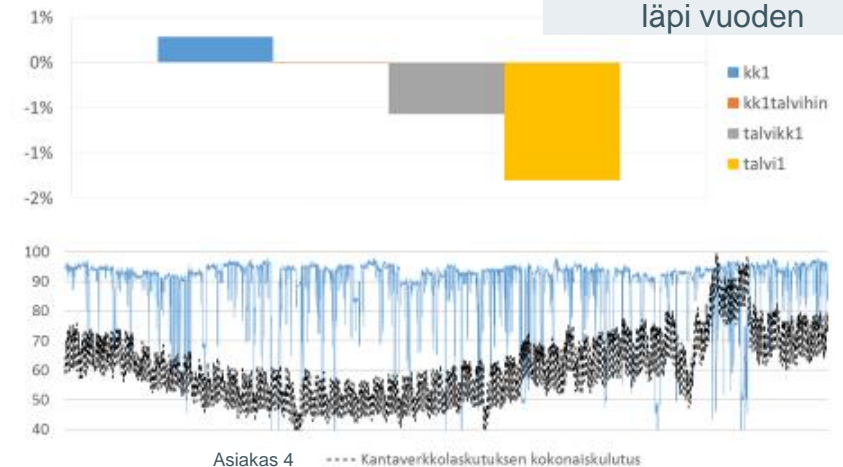 läpi vuoden
1%
0%
-1%
-1%
-2%
kk1
kk1talvihin
talvikk1
talvi1
100
90
80
70
60
50
40
Asiakas 4
Kantaverkkolaskutuksen kokonaiskulutus